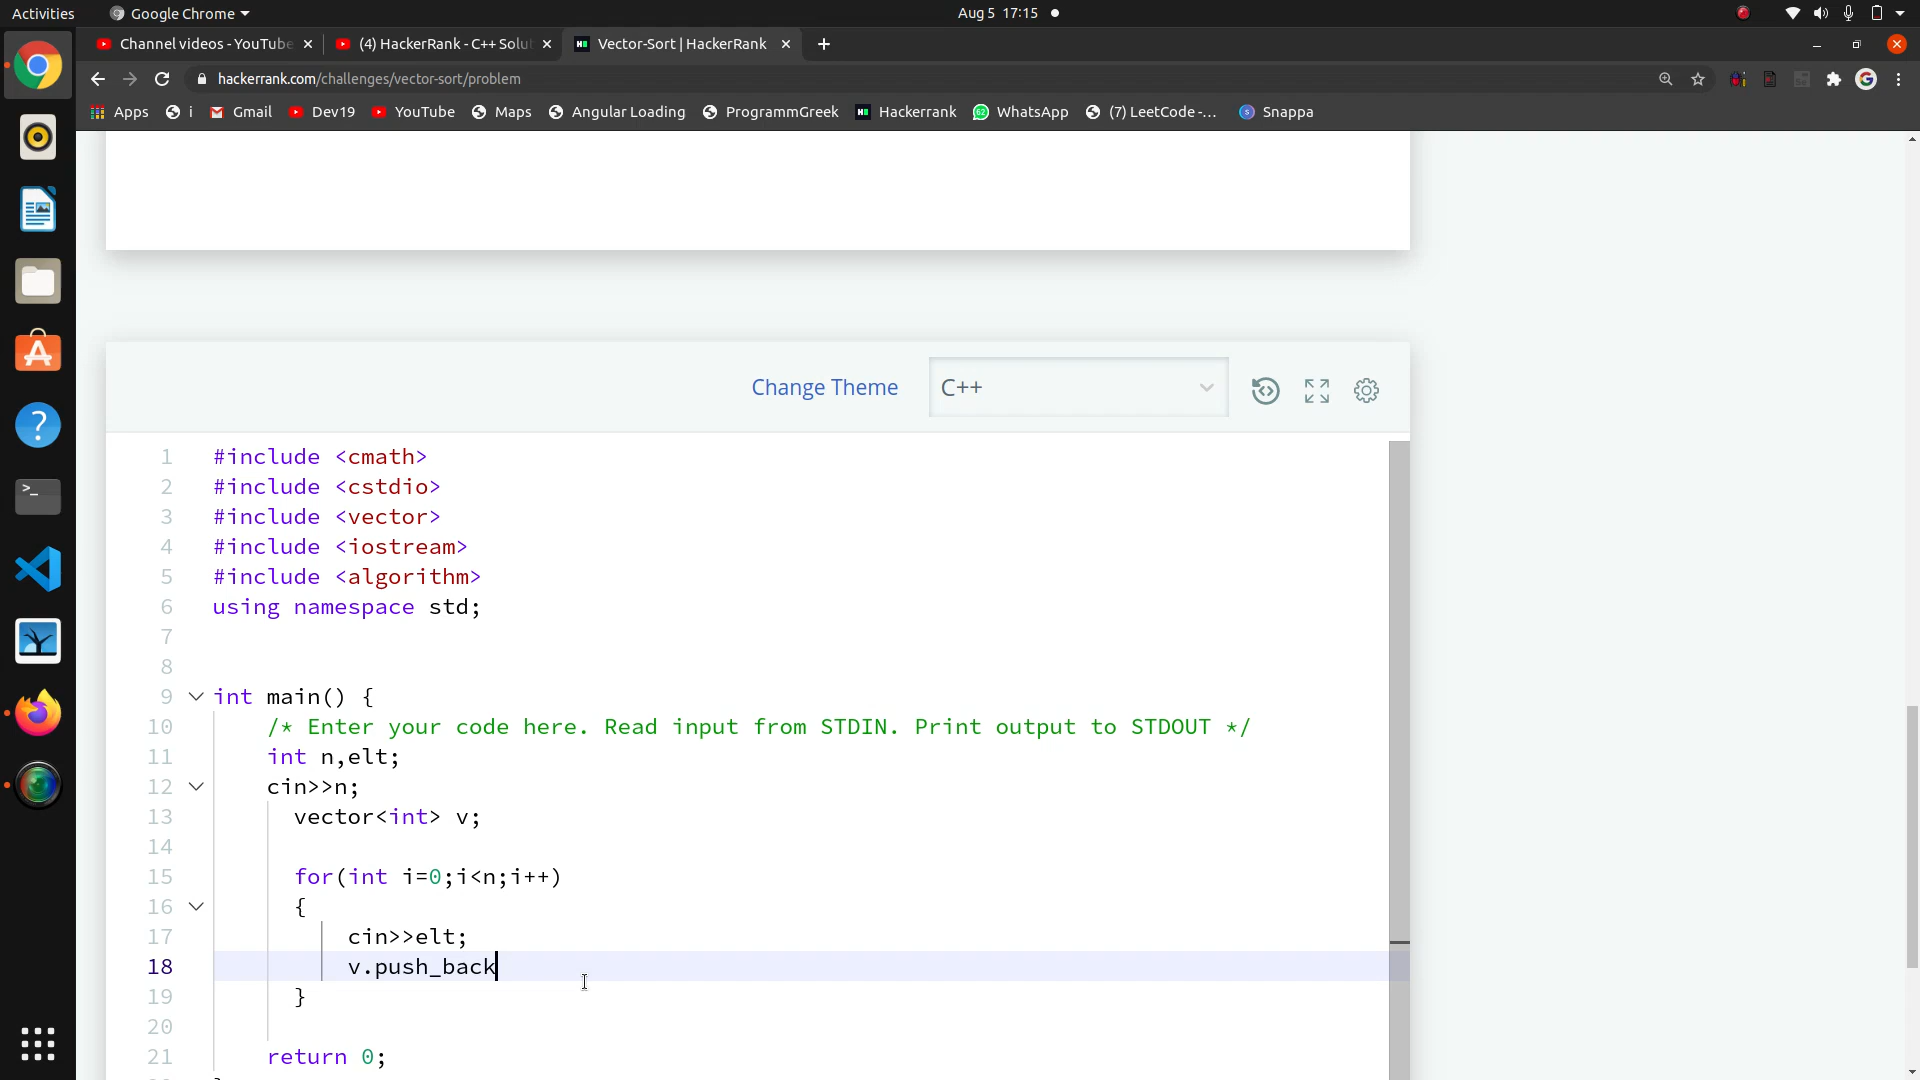 Activities Google Chrome Aug 5 17:15
Channel videos - YouTube (4) HackerRank - C++ Solu Vector-Sort | HackerRank
hackerrank.com/challenges/vector-sort/problem
Apps i Gmail Dev19 YouTube Maps Angular Loading ProgrammGreek Hackerrank WhatsApp (7) LeetCode -... Snappa
Change Theme C++
1 #include <cmath>
2 #include <cstdio>
3 #include <vector>
4 #include <iostream>
5 #include <algorithm>
6 using namespace std;
7
8
9 int main() {
10 /* Enter your code here. Read input from STDIN. Print output to STDOUT */
11 int n,elt;
12 cin>>n;
13 vector<int> v;
14
15 for(int i=0;i<n;i++)
16 {
17 cin>>elt;
18 v.push_back
19 }
20
21 return 0;